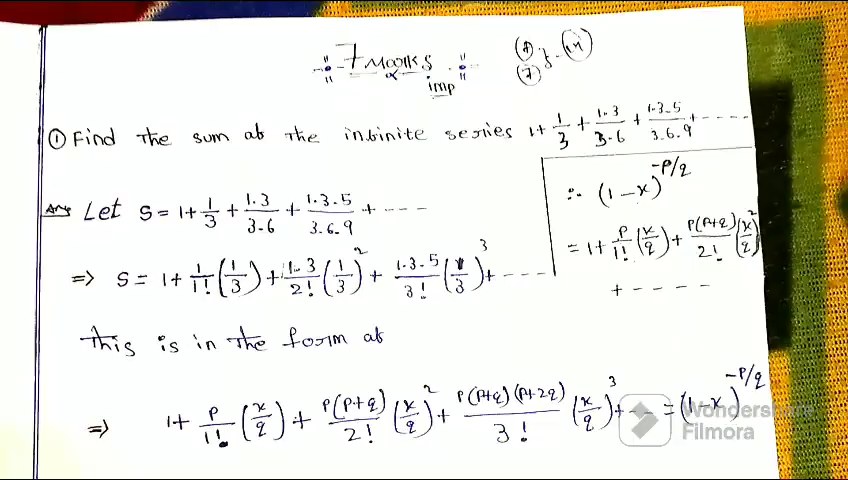 7 marks
imp
① Find the sum of the infinite series 1+ 1/3 + 1.3/3.6 + 1.3.5/3.6.9 + ----
Ans Let S = 1+ 1/3 + 1.3/3.6 + 1.3.5/3.6.9 + ----
⇒ S = 1+ 1/1! (1/3) + 1.3/2! (1/3)² + 1.3.5/3! (1/3)³ + ----
∴ (1-x)^-P/q
= 1+ P/1! (x/q) + P(P+q)/2! (x/q)²
+ ----
This is in the form of
⇒ 1+ P/1! (x/q) + P(P+q)/2! (x/q)² + P(P+q)(P+2q)/3! (x/q)³ + --- = (1-x)^-P/q
Wondershare
Filmora